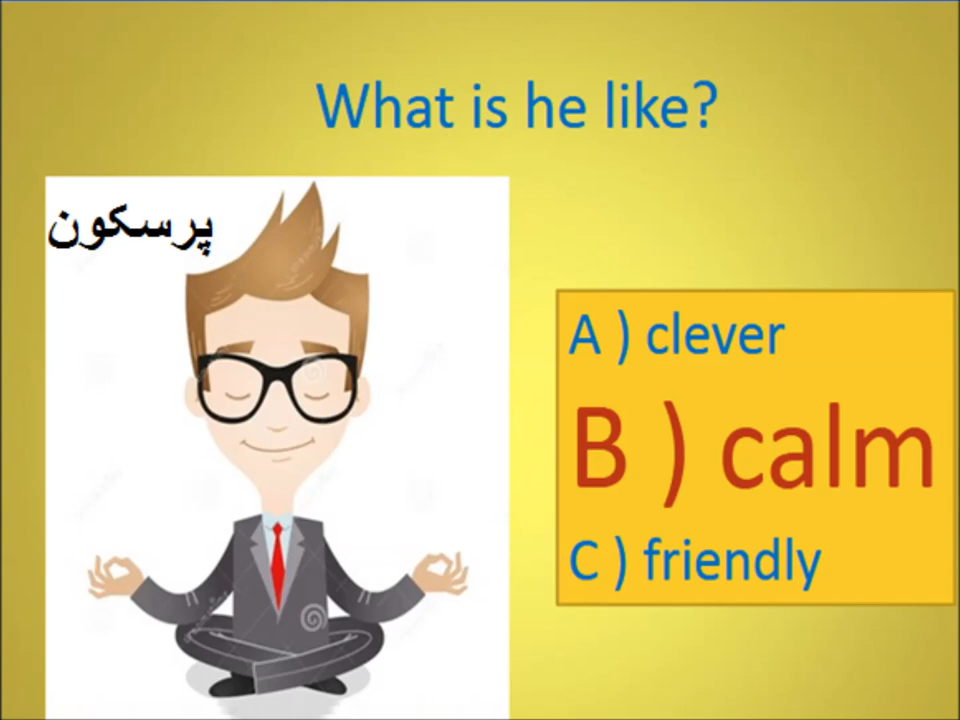 What is he like?
پرسکون
A ) clever
B ) calm
C ) friendly